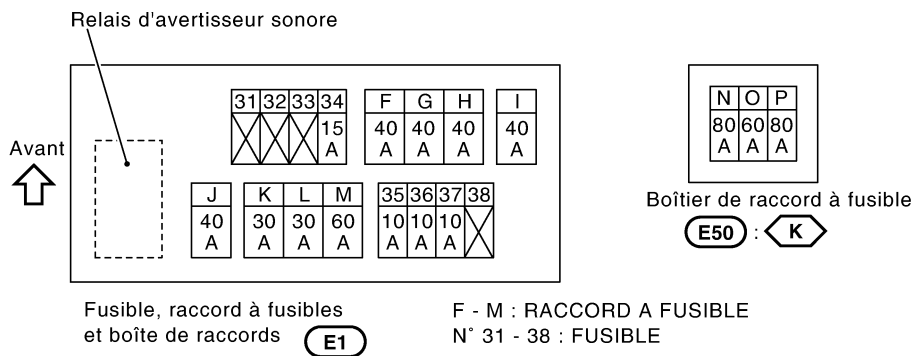 Relais d'avertisseur sonore
31 32 33 34 F G H I
15 A 40 A 40 A 40 A 40 A
Avant
J K L M 35 36 37 38
40 A 30 A 30 A 60 A 10 A 10 A 10 A
N O P
80 A 60 A 80 A
Boîtier de raccord à fusible
E50 : K
Fusible, raccord à fusibles
et boîte de raccords E1
F - M : RACCORD A FUSIBLE
N° 31 - 38 : FUSIBLE